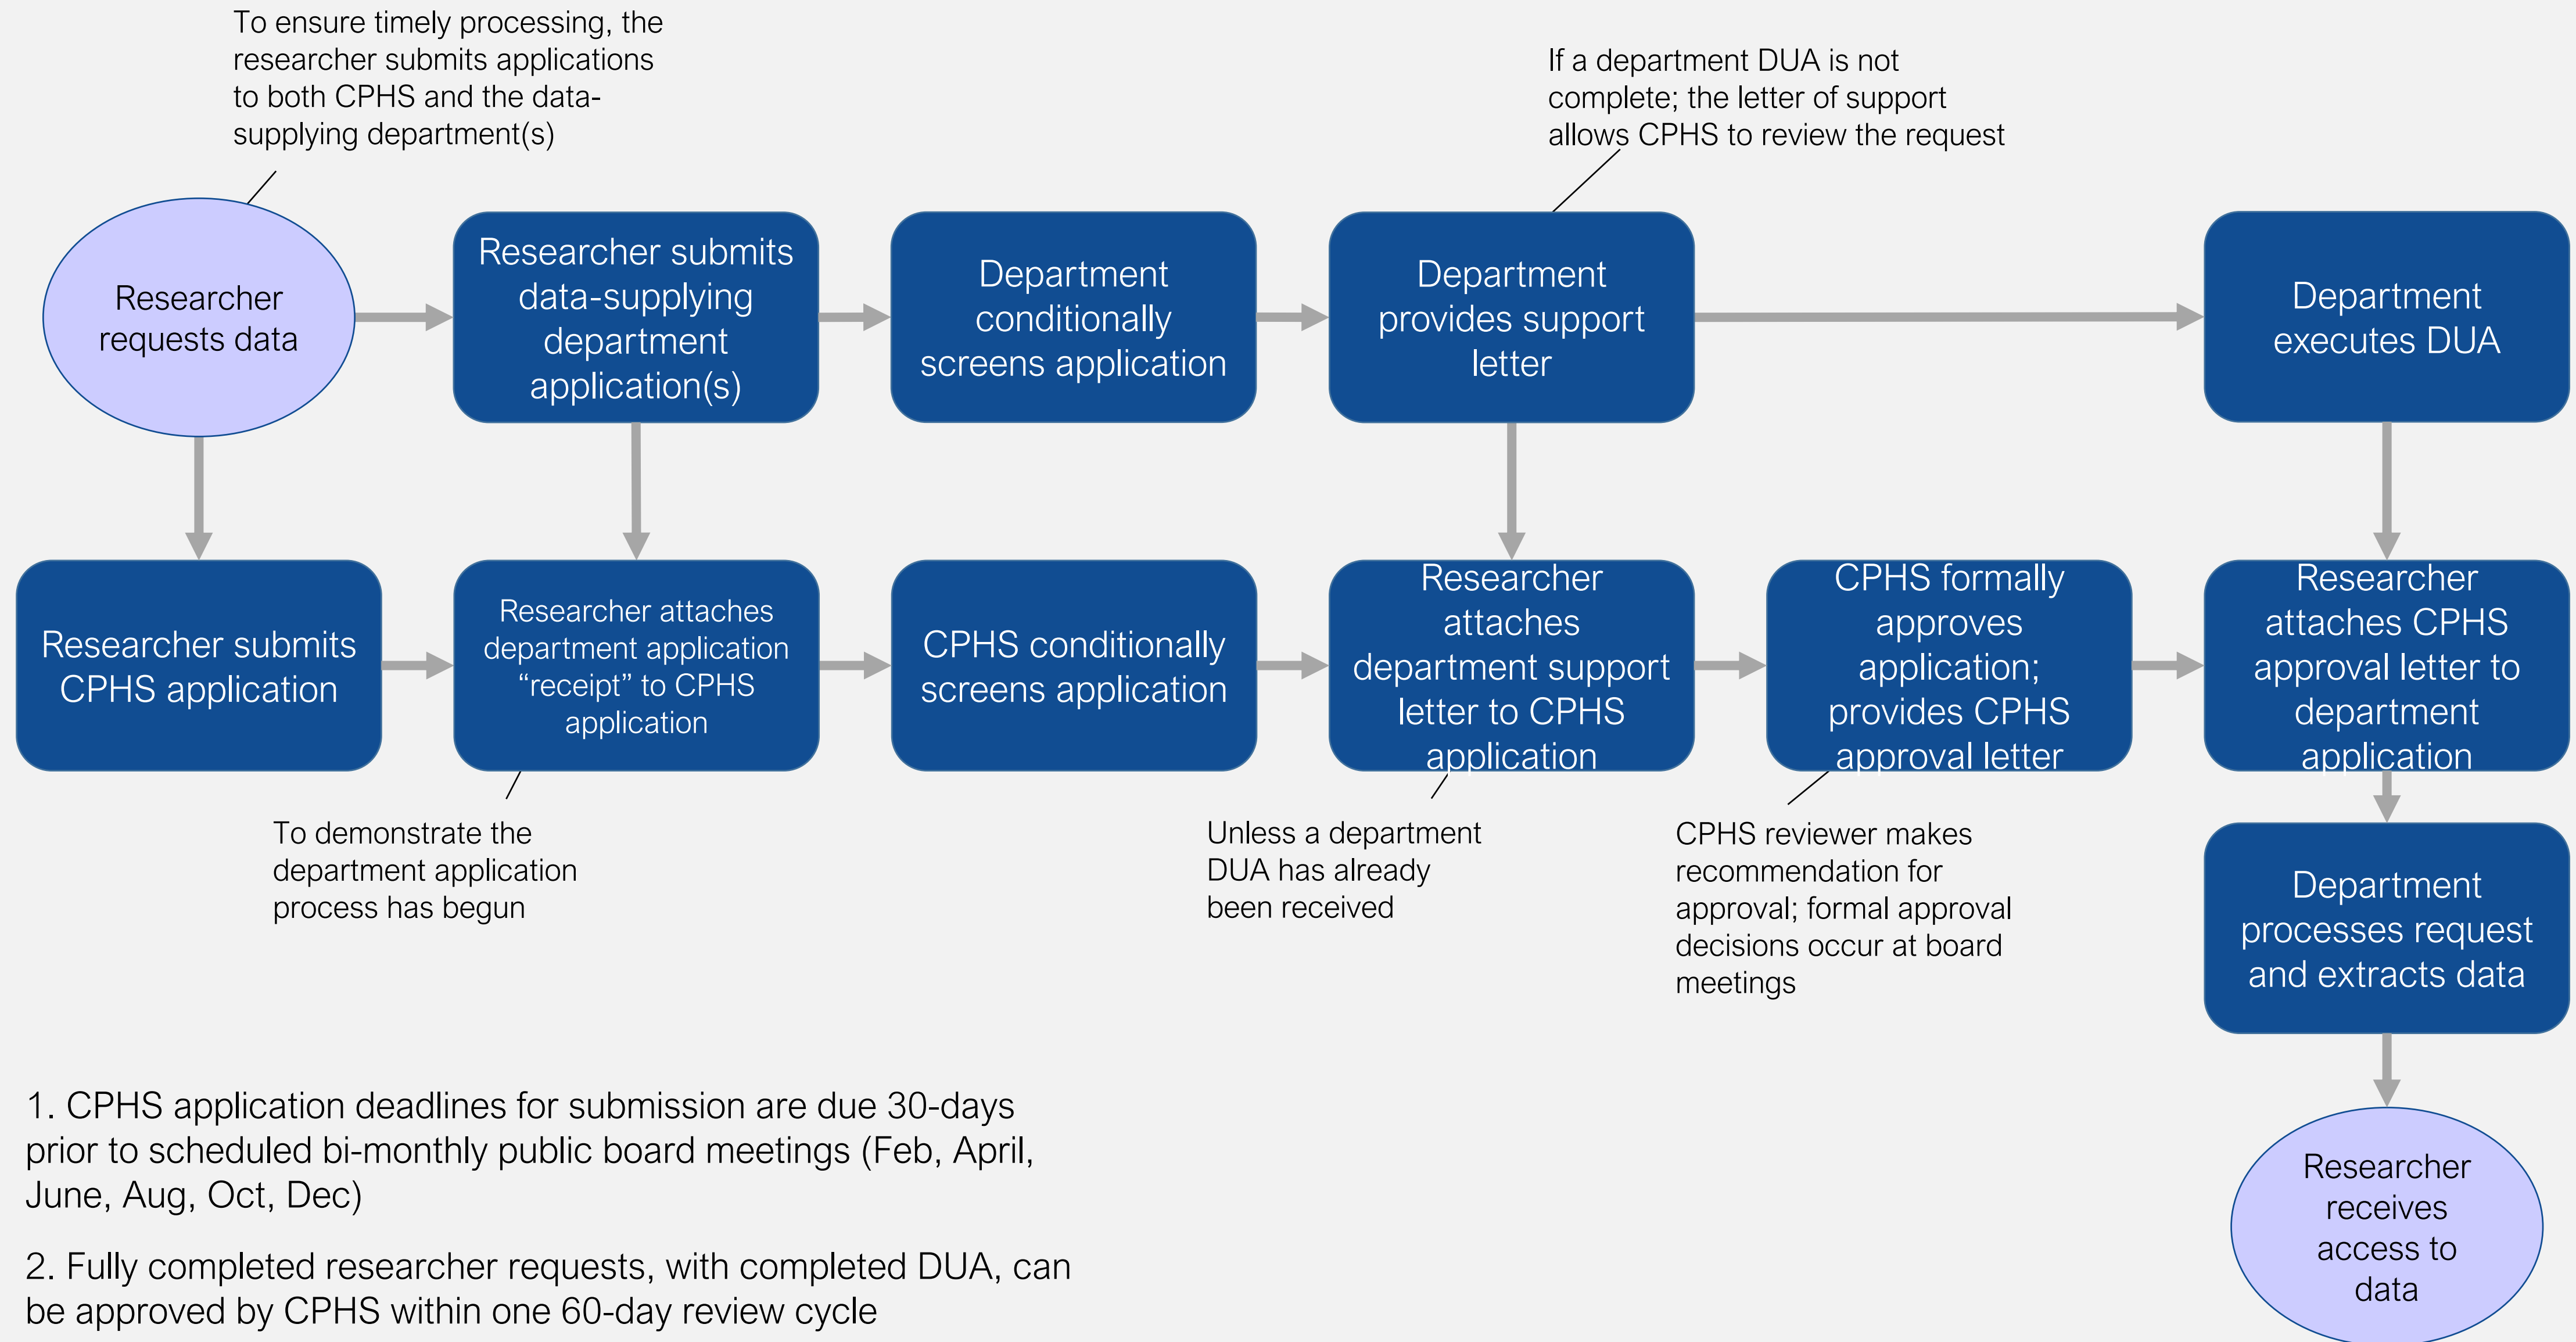 To ensure timely processing, the
researcher submits applications
to both CPHS and the data-
supplying department(s)
If a department DUA is not
complete; the letter of support
allows CPHS to review the request
Researcher
requests data
Researcher submits
data-supplying
department
application(s)
Department
conditionally
screens application
Department
provides support
letter
Department
executes DUA
Researcher submits
CPHS application
Researcher attaches
department application
“receipt” to CPHS
application
CPHS conditionally
screens application
Researcher
attaches
department support
letter to CPHS
application
CPHS formally
approves
application;
provides CPHS
approval letter
Researcher
attaches CPHS
approval letter to
department
application
To demonstrate the
department application
process has begun
Unless a department
DUA has already
been received
CPHS reviewer makes
recommendation for
approval; formal approval
decisions occur at board
meetings
Department
processes request
and extracts data
Researcher
receives
access to
data
1. CPHS application deadlines for submission are due 30-days
prior to scheduled bi-monthly public board meetings (Feb, April,
June, Aug, Oct, Dec)
2. Fully completed researcher requests, with completed DUA, can
be approved by CPHS within one 60-day review cycle